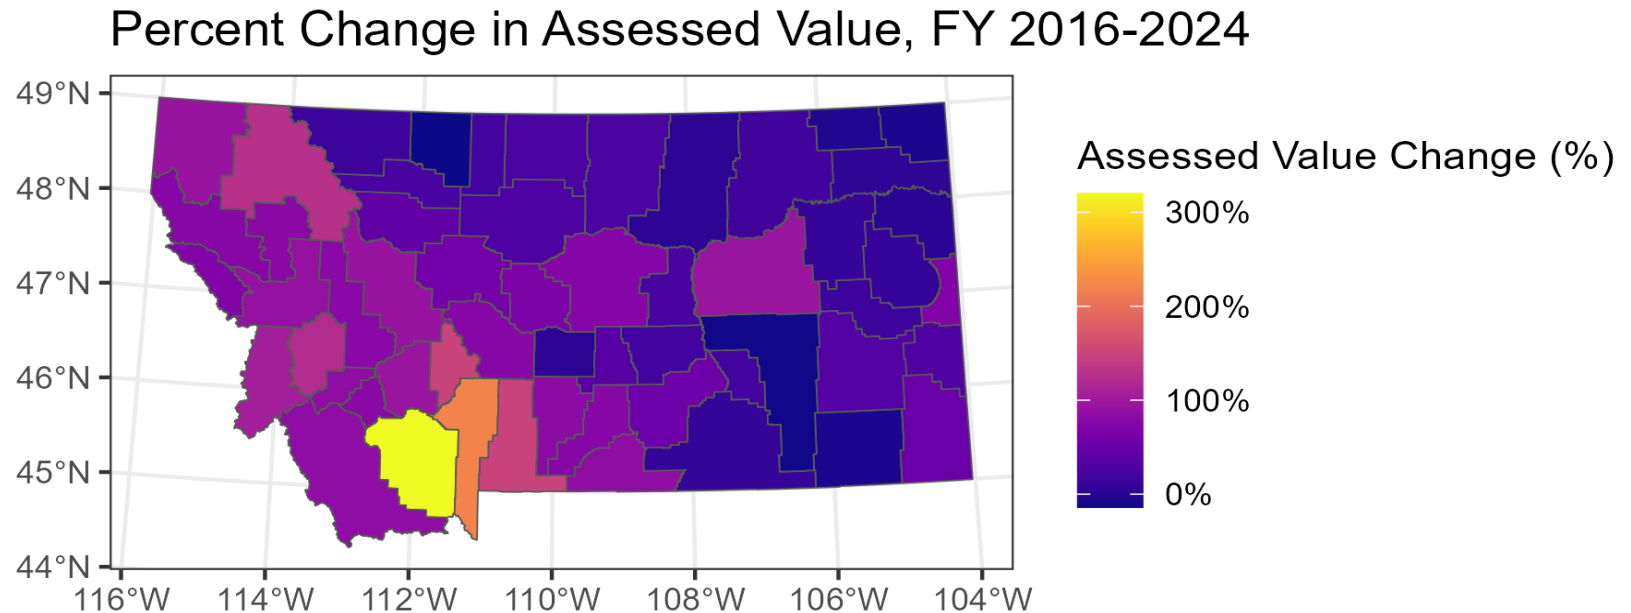 Percent Change in Assessed Value, FY 2016-2024
49°N
48°N
47°N
46°N
45°N
44°N
116°W 114°W 112°W 110°W 108°W 106°W 104°W
Assessed Value Change (%)
300%
200%
100%
0%